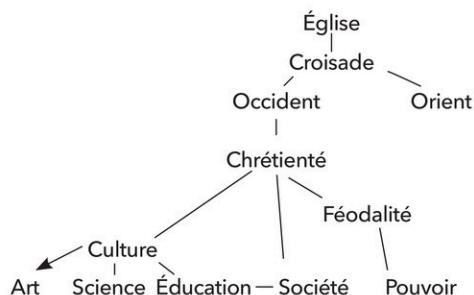 Église
Croisade
Occident Orient
Chrétienté
Féodalité
Culture
Art Science Éducation Société Pouvoir